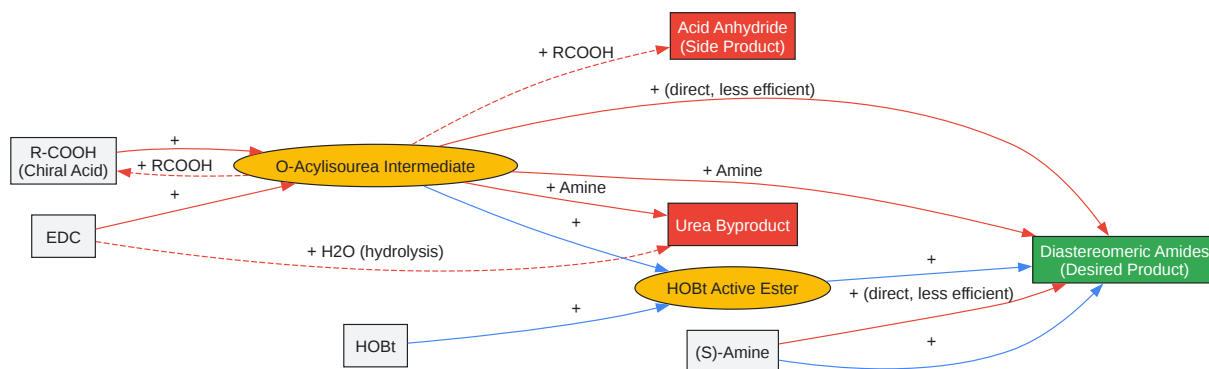 Acid Anhydride
(Side Product)
+ RCOOH
+ (direct, less efficient)
+
R-COOH
(Chiral Acid)
+ RCOOH
O-Acylisourea Intermediate
+ Amine
+ Amine
+
EDC
+
Urea Byproduct
+ H2O (hydrolysis)
Diastereomeric Amides
(Desired Product)
+
HOBt Active Ester
+ (direct, less efficient)
+
HOBt
(S)-Amine
+